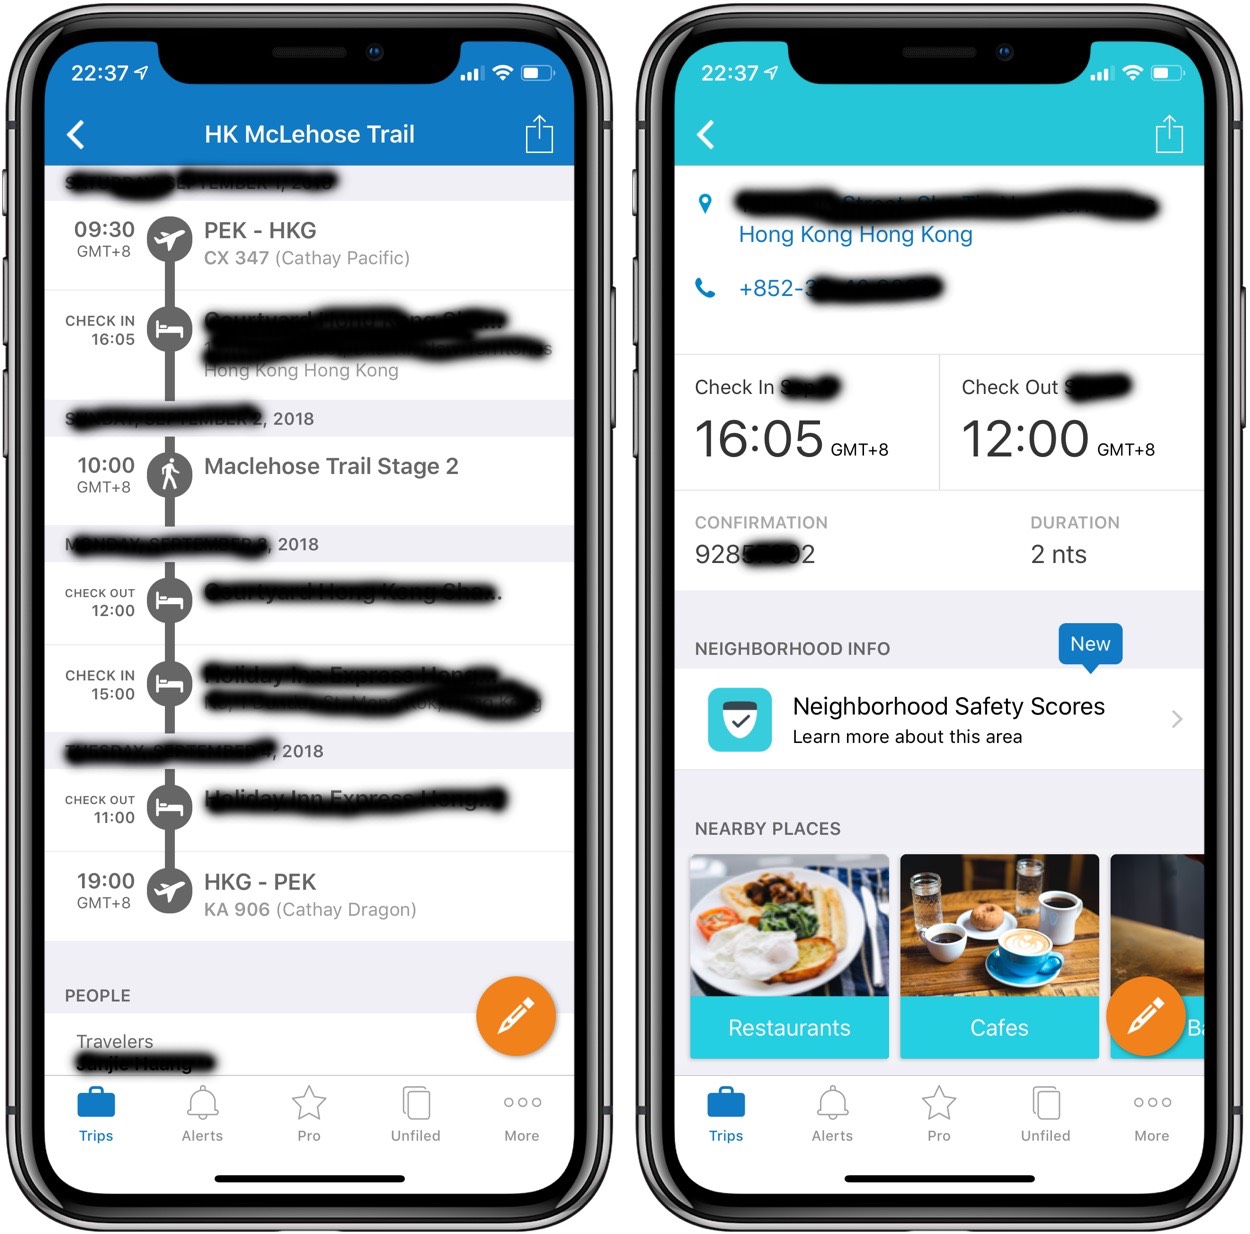 22:37
HK McLehose Trail
09:30
GMT+8
PEK - HKG
CX 347 (Cathay Pacific)
CHECK IN
16:05
Hong Kong Hong Kong
, 2018
10:00
GMT+8
Maclehose Trail Stage 2
, 2018
CHECK OUT
12:00
CHECK IN
15:00
, 2018
CHECK OUT
11:00
19:00
GMT+8
HKG - PEK
KA 906 (Cathay Dragon)
PEOPLE
Travelers
Trips
Alerts
Pro
Unfiled
More
22:37
Hong Kong Hong Kong
+852-
Check In
16:05 GMT+8
Check Out
12:00 GMT+8
CONFIRMATION
DURATION
2 nts
NEIGHBORHOOD INFO
New
Neighborhood Safety Scores
Learn more about this area
NEARBY PLACES
Restaurants
Cafes
Trips
Alerts
Pro
Unfiled
More